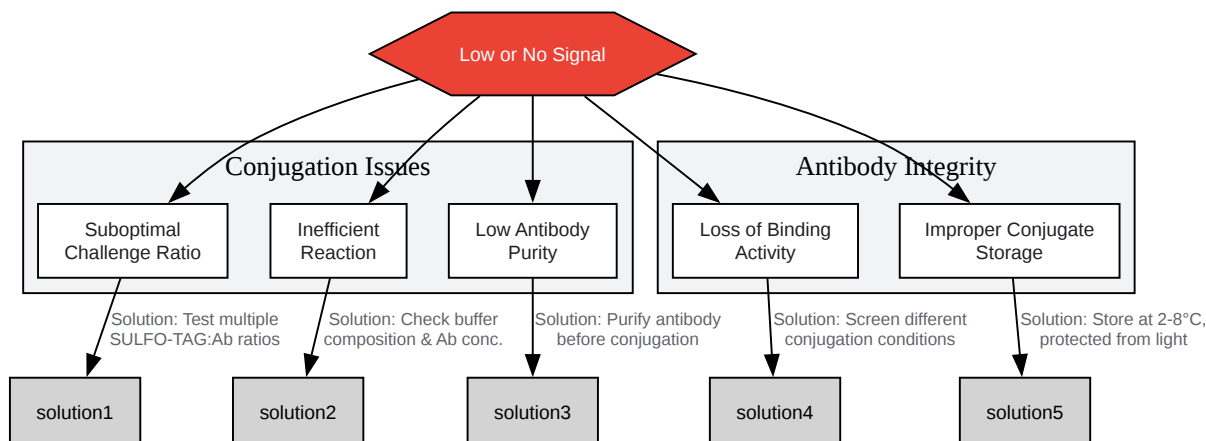 Low or No Signal
Conjugation Issues
Antibody Integrity
Suboptimal
Challenge Ratio
Inefficient
Reaction
Low Antibody
Purity
Loss of Binding
Activity
Improper Conjugate
Storage
Solution: Test multiple
SULFO-TAG:Ab ratios
Solution: Check buffer
composition & Ab conc.
Solution: Purify antibody
before conjugation
Solution: Screen different
conjugation conditions
Solution: Store at 2-8°C,
protected from light
solution1
solution2
solution3
solution4
solution5